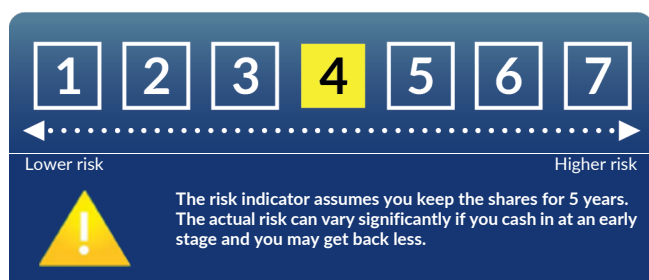 1 2 3 4 5 6 7
Lower risk Higher risk
The risk indicator assumes you keep the shares for 5 years.
The actual risk can vary significantly if you cash in at an early
stage and you may get back less.